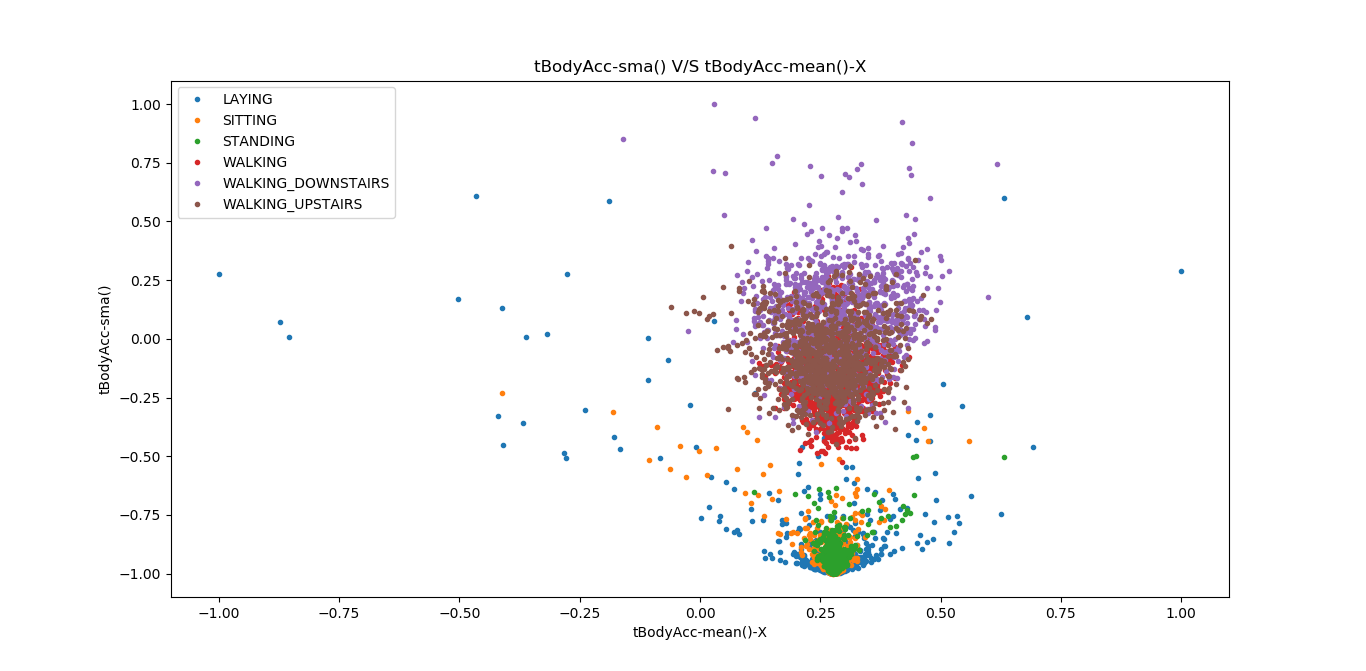 tBodyAcc-sma() V/S tBodyAcc-mean()-X
LAYING
SITTING
STANDING
WALKING
WALKING_DOWNSTAIRS
WALKING_UPSTAIRS
tBodyAcc-sma()
1.00
0.75
0.50
0.25
0.00
−0.25
−0.50
−0.75
−1.00
−1.00 −0.75 −0.50 −0.25 0.00 0.25 0.50 0.75 1.00
tBodyAcc-mean()-X